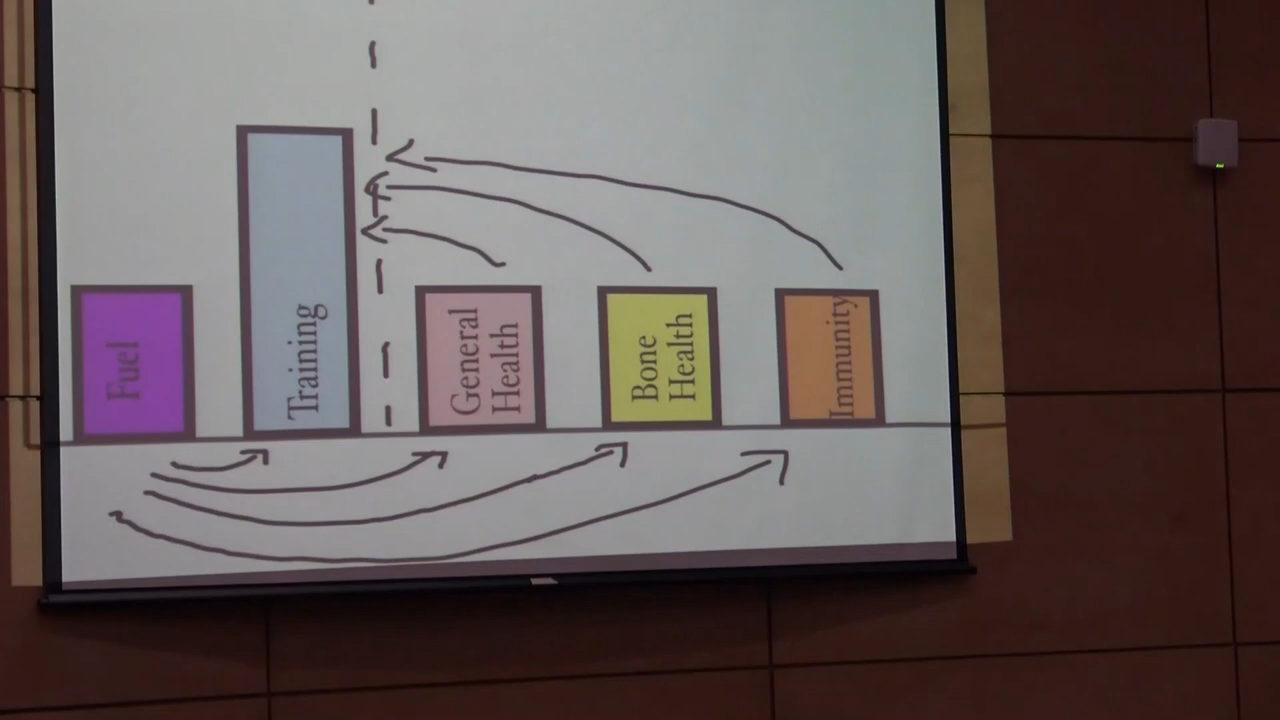 Fuel
Training
General
Health
Bone
Health
Immunity